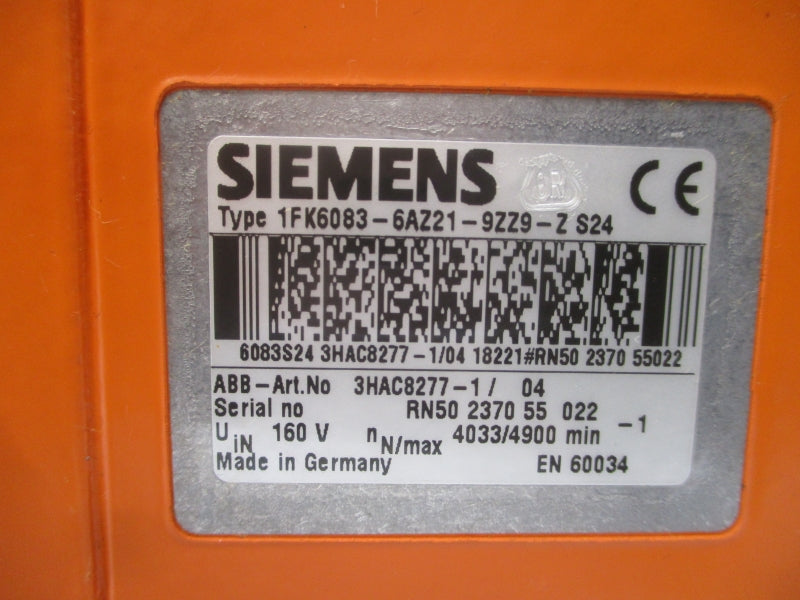 SIEMENS CE
Type 1FK6083-6AZ21-9ZZ9-Z S24
6083S24 3HAC8277-1/04 18221#RN50 2370 55022
ABB-Art.No 3HAC8277-1/ 04
Serial no RN50 2370 55 022
U IN 160 V n N/max 4033/4900 min -1
Made in Germany EN 60034